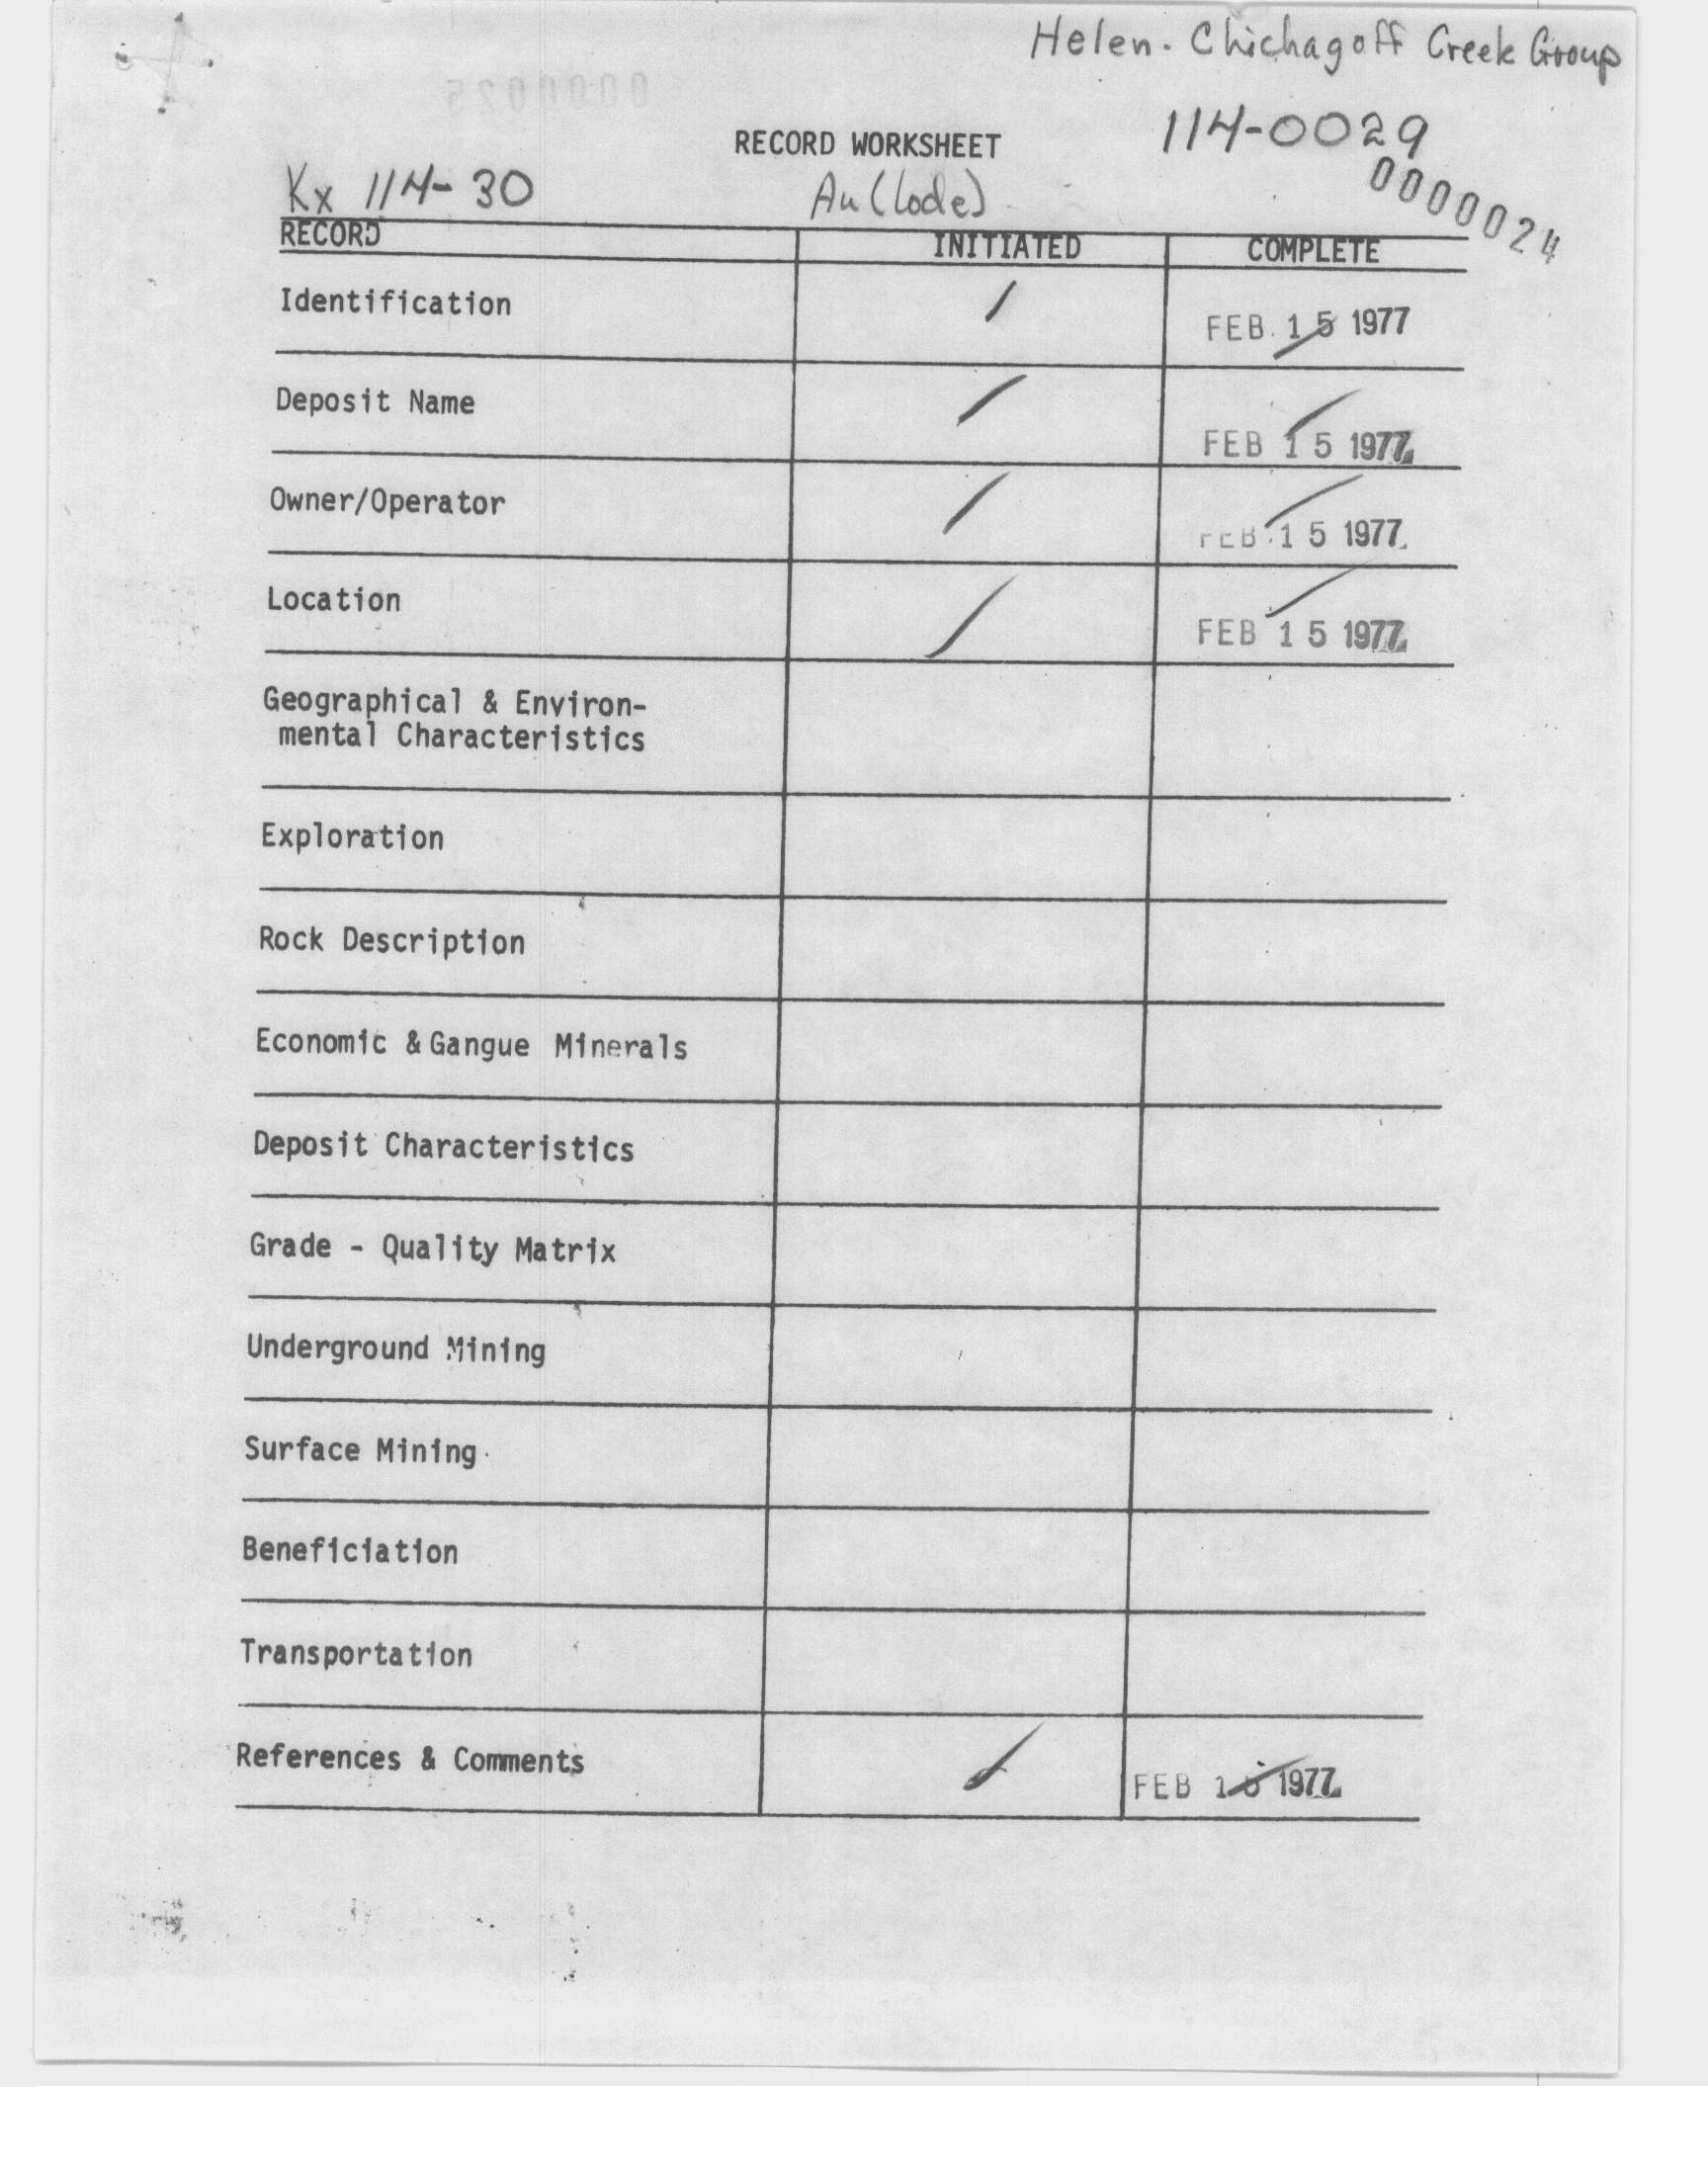 Helen. Chichagoff Creek Group
0000025
RECORD WORKSHEET
114-0029
Kx 114-30
Au (lode)
0000024
RECORD INITIATED COMPLETE
Identification / FEB. 15 1977
Deposit Name / FEB 15 1977
Owner/Operator / FEB 15 1977
Location / FEB 15 1977
Geographical & Environ-
mental Characteristics
Exploration
Rock Description
Economic & Gangue Minerals
Deposit Characteristics
Grade - Quality Matrix
Underground Mining
Surface Mining
Beneficiation
Transportation
References & Comments / FEB 15 1977